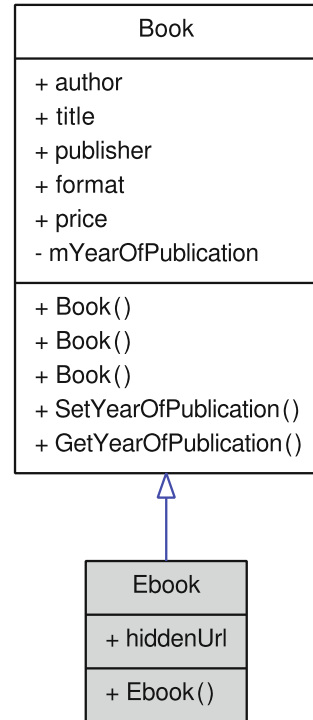 Book
+ author
+ title
+ publisher
+ format
+ price
- mYearOfPublication
+ Book()
+ Book()
+ Book()
+ SetYearOfPublication()
+ GetYearOfPublication()
Ebook
+ hiddenUrl
+ Ebook()